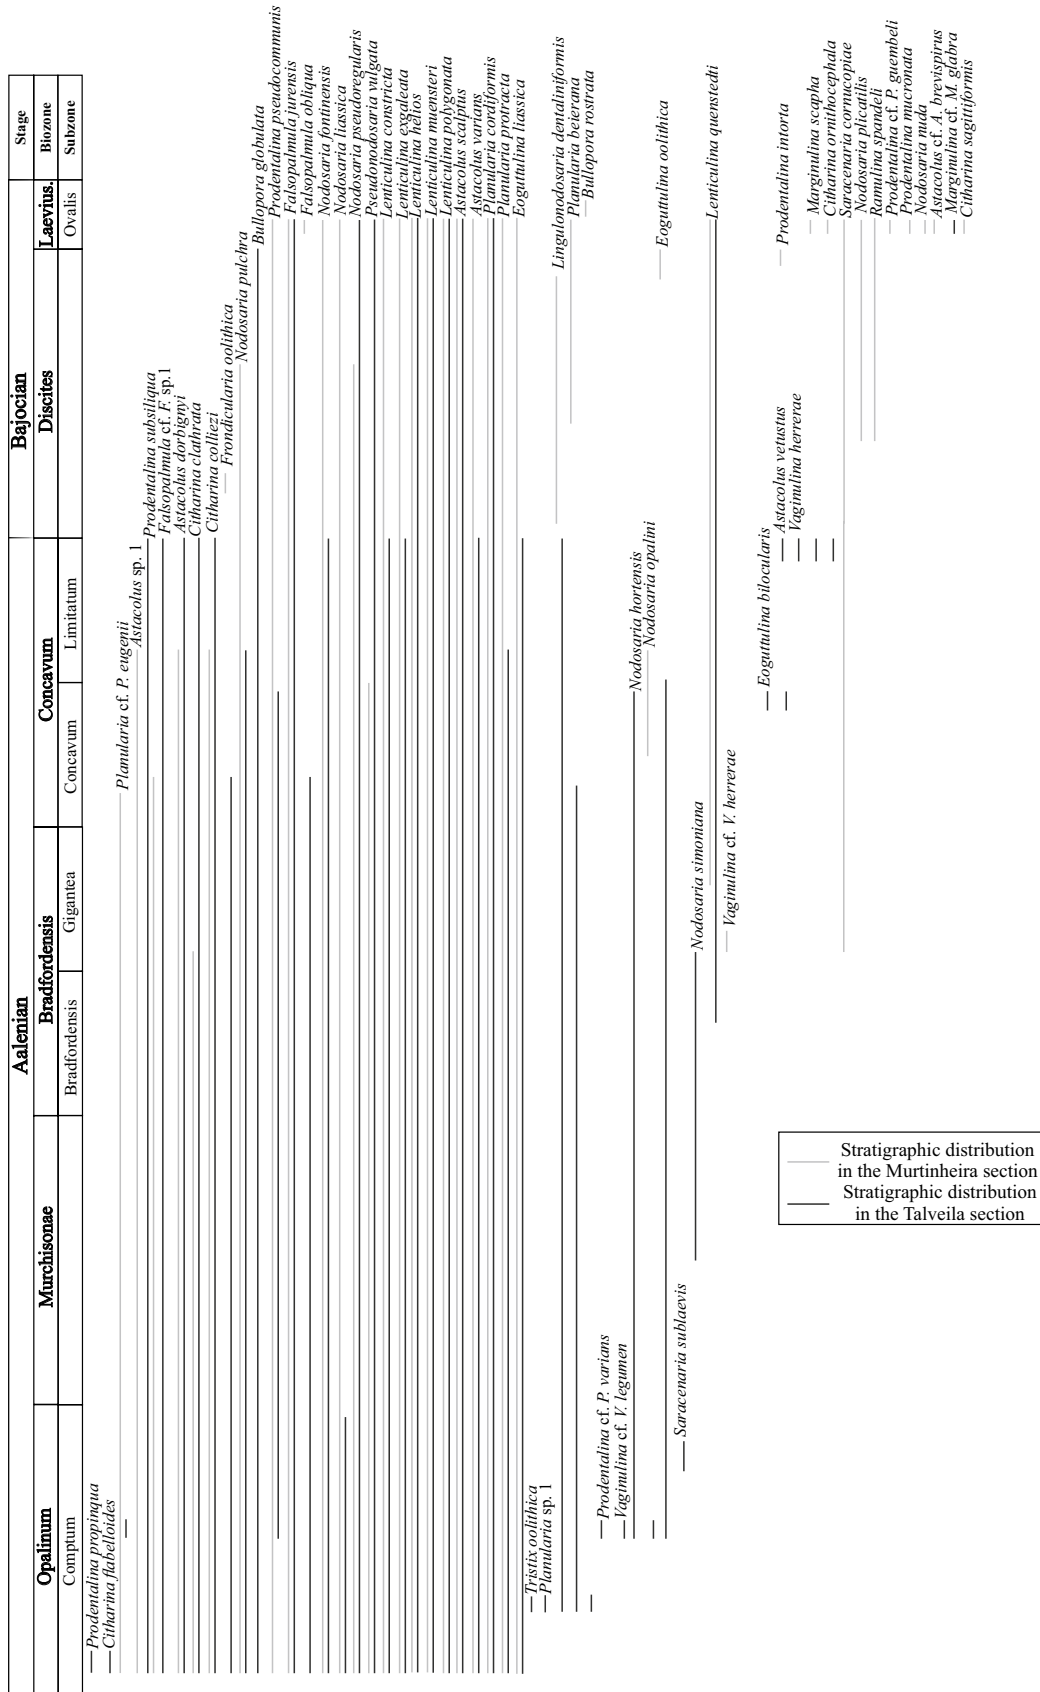 Stage
Biozone
Subzone
Aalenian
Bajocian
Opalinum
Murchisonae
Bradfordensis
Concavum
Discites
Laevius.
Comptum
Bradfordensis
Gigantea
Concavum
Limitatum
Ovalis
Prodentalina propinqua
Citharina flabelloides
Planularia cf. P. eugenii
Astacolus sp. 1
Prodentalina subsiliqua
Falsopalmula cf. F. sp.1
Astacolus dorbignyi
Citharina clathrata
Citharina colliezi
Frondicularia oolithica
Nodosaria pulchra
Bullopora globulata
Prodentalina pseudocommunis
Falsopalmula jurensis
Falsopalmula obliqua
Nodosaria fontinensis
Nodosaria liassica
Nodosaria pseudoregularis
Pseudonodosaria vulgata
Lenticulina constricta
Lenticulina exgaleata
Lenticulina helios
Lenticulina muensteri
Lenticulina polygonata
Astacolus scalptus
Astacolus varians
Planularia cordiformis
Planularia protracta
Eoguttulina liassica
Tristix oolithica
Planularia sp. 1
Lingulonodosaria dentaliniformis
Planularia beierana
Bullopora rostrata
Prodentalina cf. P. varians
Vaginulina cf. V. legumen
Nodosaria hortensis
Nodosaria opalini
Eoguttulina oolithica
Saracenaria sublaevis
Nodosaria simoniana
Lenticulina quenstedti
Vaginulina cf. V. herrerae
Eoguttulina bilocularis
Prodentalina intorta
Astacolus vetustus
Vaginulina herrerae
Marginulina scapha
Citharina ornithocephala
Saracenaria cornucopiae
Nodosaria plicatilis
Ramulina spandeli
Prodentalina cf. P. guembeli
Prodentalina mucronata
Nodosaria nuda
Astacolus cf. A. brevispirus
Marginulina cf. M. glabra
Citharina sagittiformis
Stratigraphic distribution
in the Murtinheira section
Stratigraphic distribution
in the Talveila section